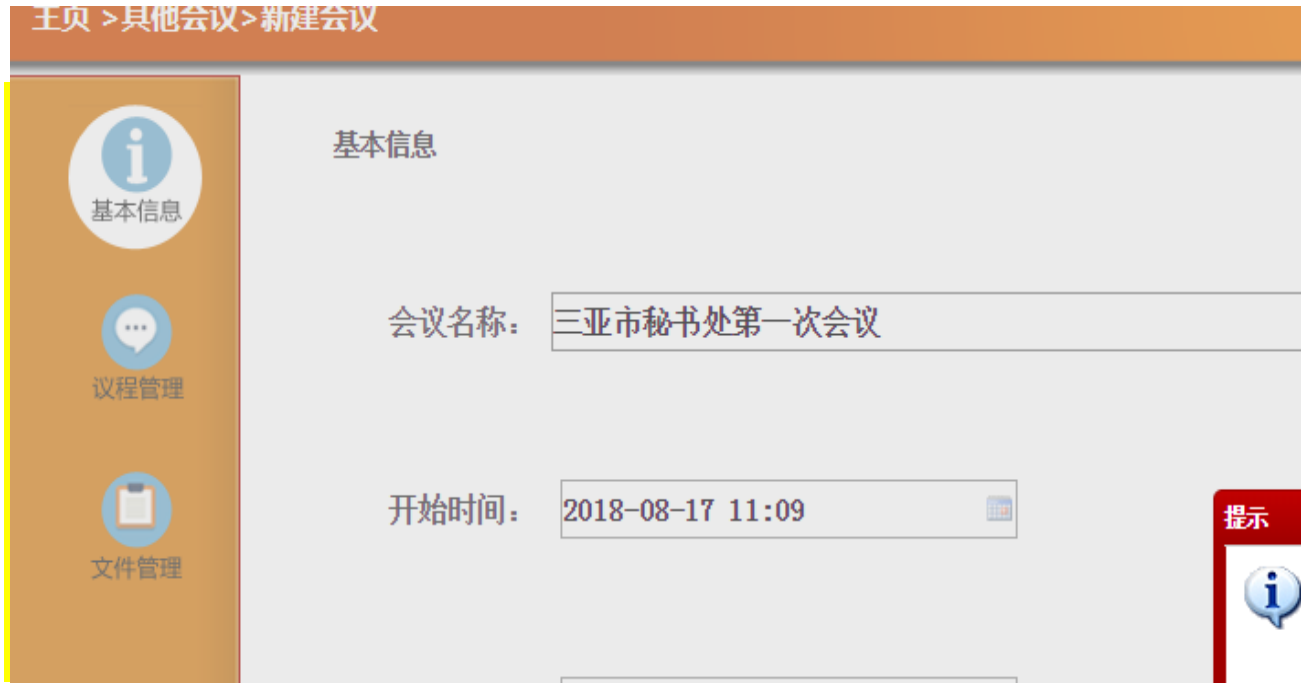 主页 >其他会议>新建会议
基本信息
基本信息
会议名称： 三亚市秘书处第一次会议
议程管理
开始时间： 2018-08-17 11:09
提示
文件管理